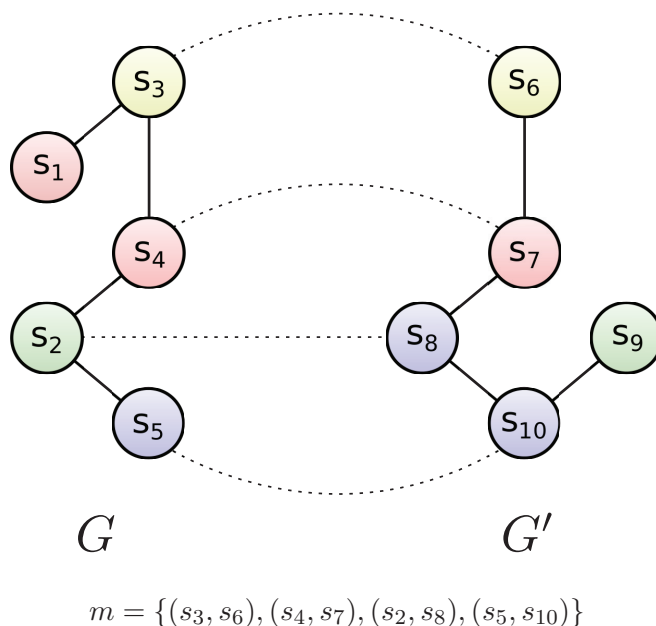 s₃ s₆
s₁
s₄ s₇
s₂ s₈ s₉
s₅ s₁₀
G G′
m = {(s₃, s₆), (s₄, s₇), (s₂, s₈), (s₅, s₁₀)}